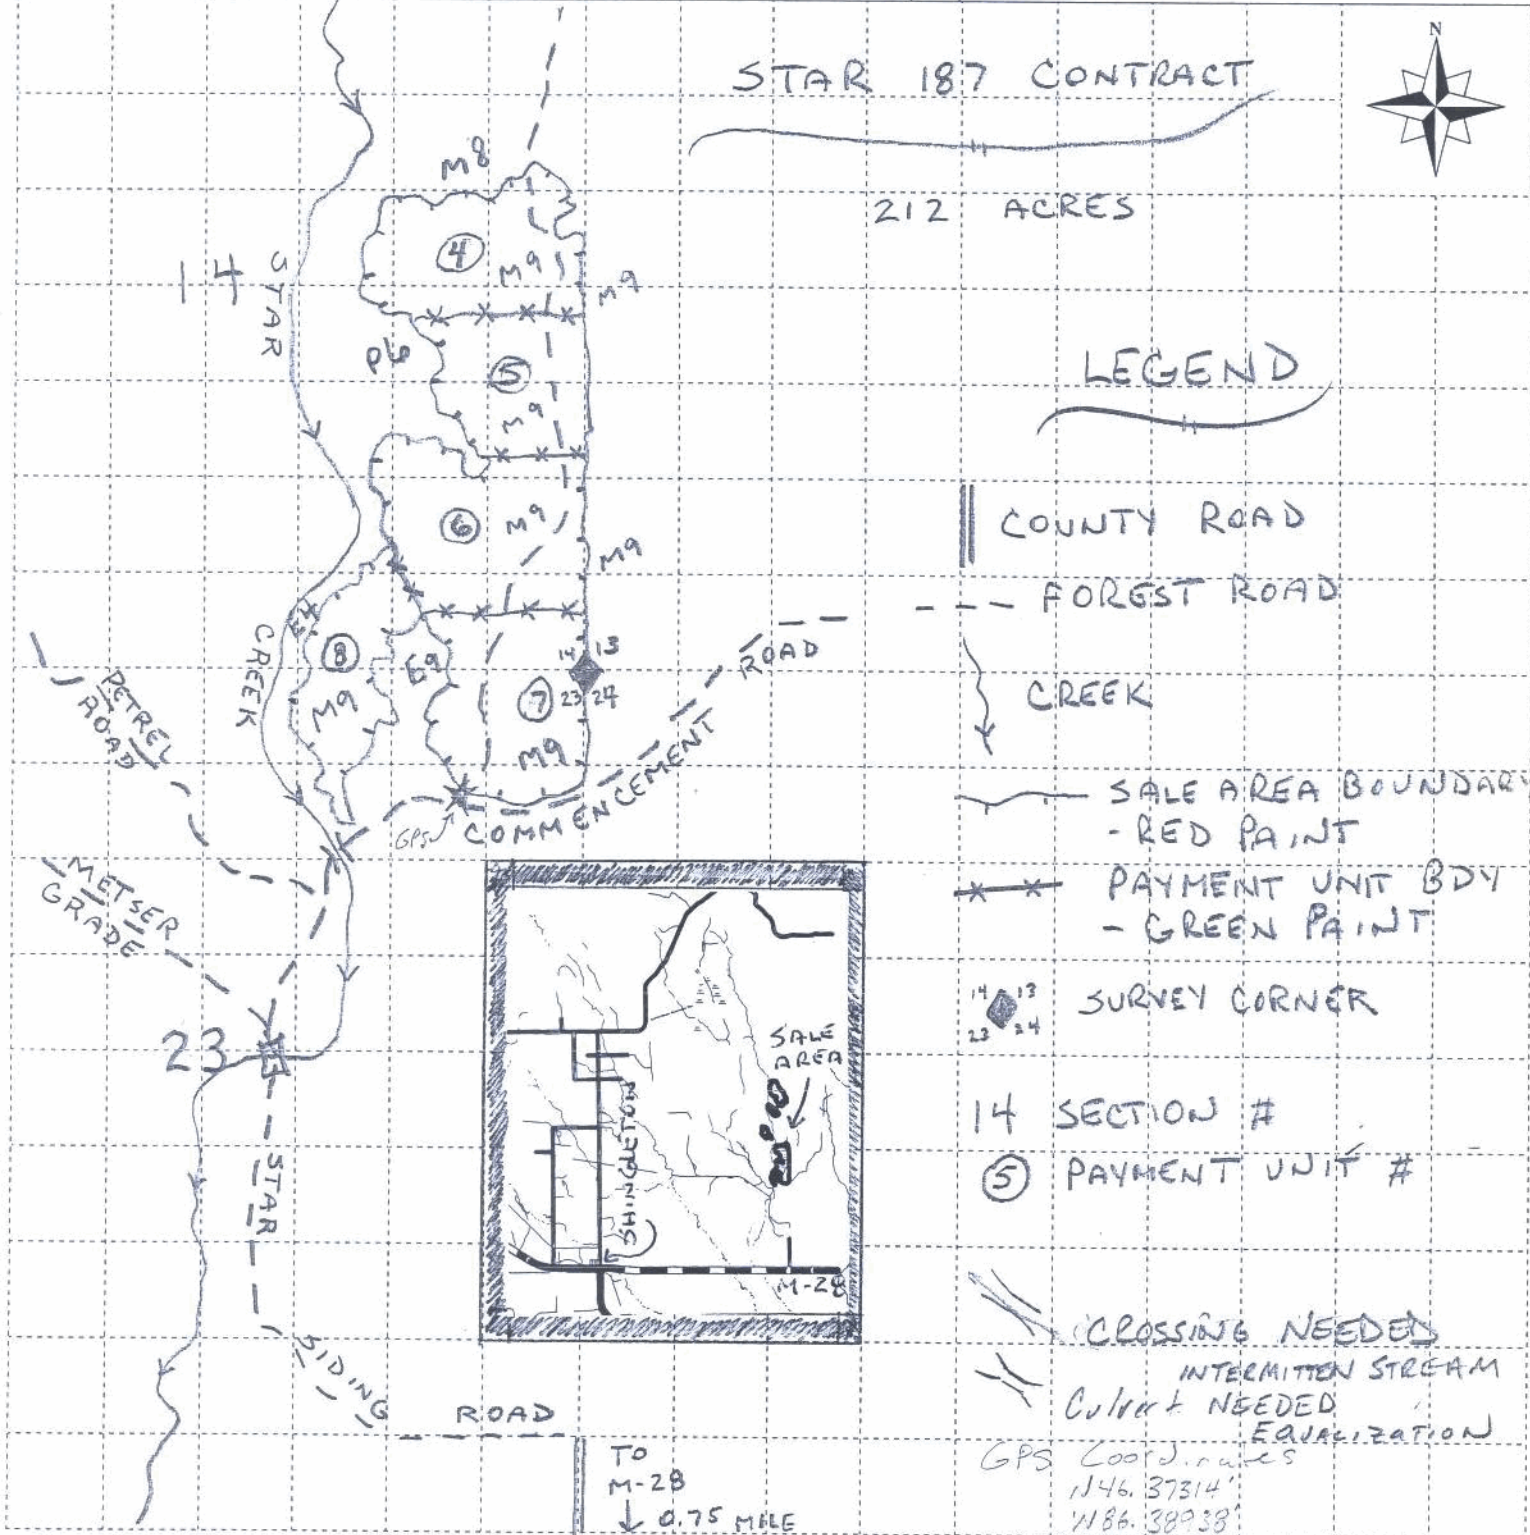 N
STAR 187 CONTRACT
212 ACRES
M8
14
STAR
4
M9
M9
5
M9
6
M9
M9
CREEK
8
M9
E9
14 13
23 24
7
M9
PETREL
ROAD
ROAD
COMMENCEMENT
GPS
METSER
GRADE
23
STAR
SIDING
ROAD
TO
M-28
0.75 MILE
SALE
AREA
SHINGLETON
M-28
LEGEND
COUNTY ROAD
FOREST ROAD
CREEK
SALE AREA BOUNDARY
- RED PAINT
PAYMENT UNIT BDY
- GREEN PAINT
14 13
23 24
SURVEY CORNER
14 SECTION #
5 PAYMENT UNIT #
CROSSING NEEDED
INTERMITTEN STREAM
Culvert NEEDED
EQUALIZATION
GPS Coordinates
N46.37314'
W86.38938'